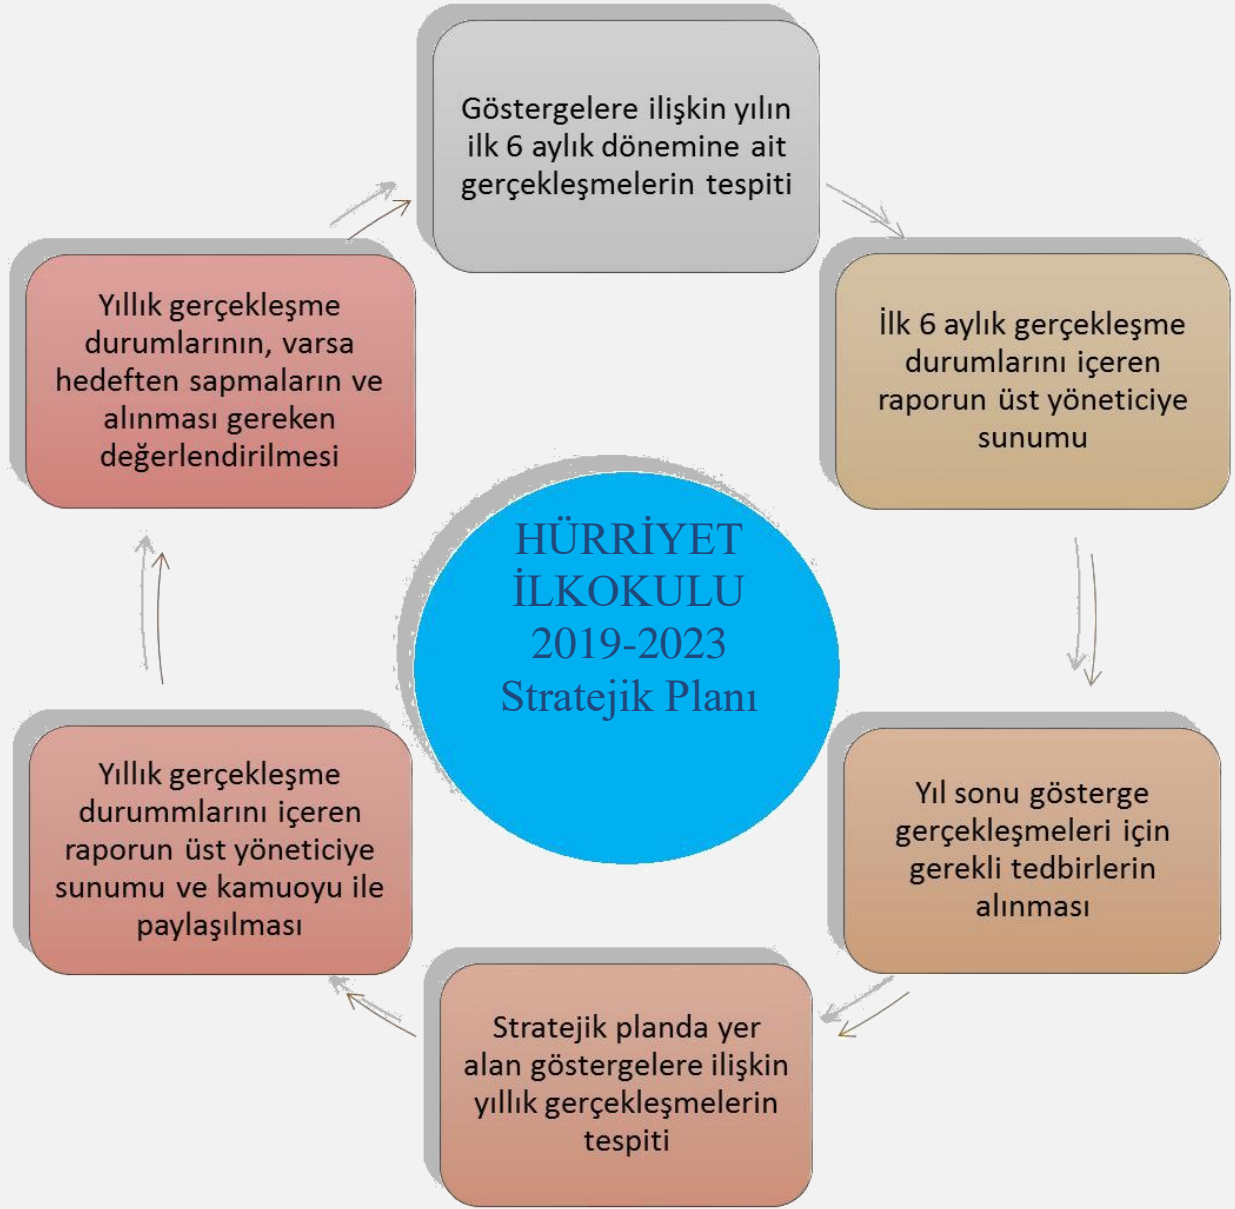 Göstergelere ilişkin yılın
ilk 6 aylık dönemine ait
gerçekleşmelerin tespiti
İlk 6 aylık gerçekleşme
durumlarını içeren
raporun üst yöneticiye
sunumu
Yıl sonu gösterge
gerçekleşmeleri için
gerekli tedbirlerin
alınması
Stratejik planda yer
alan göstergelere ilişkin
yıllık gerçekleşmelerin
tespiti
Yıllık gerçekleşme
durummlarını içeren
raporun üst yöneticiye
sunumu ve kamuoyu ile
paylaşılması
Yıllık gerçekleşme
durumlarının, varsa
hedeften sapmaların ve
alınması gereken
değerlendirilmesi
HÜRRİYET
İLKOKULU
2019-2023
Stratejik Planı